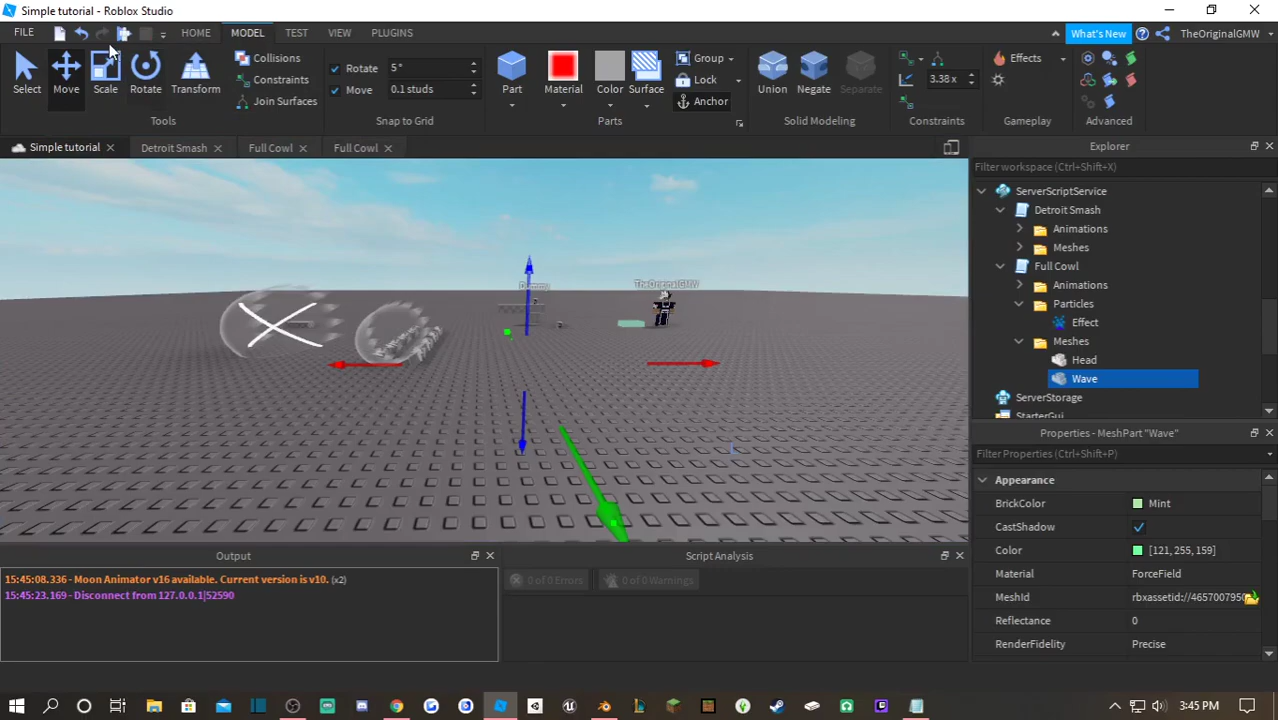 Simple tutorial - Roblox Studio
FILE HOME MODEL TEST VIEW PLUGINS What's New TheOriginalGMW
Select Move Scale Rotate Transform
Collisions
Constraints
Join Surfaces
Tools
Rotate 5°
Move 0.1 studs
Snap to Grid
Part Material Color Surface
Group
Lock
Anchor
Parts
Union Negate Separate
Solid Modeling
3.38 x
Constraints
Effects
Gameplay
Advanced
Simple tutorial Detroit Smash Full Cowl Full Cowl
Dummy
TheOriginalGMW
Explorer
Filter workspace (Ctrl+Shift+X)
ServerScriptService
Detroit Smash
Animations
Meshes
Full Cowl
Animations
Particles
Effect
Meshes
Head
Wave
ServerStorage
StarterGui
Properties - MeshPart "Wave"
Filter Properties (Ctrl+Shift+P)
Appearance
BrickColor Mint
CastShadow
Color [121, 255, 159]
Material ForceField
MeshId rbxassetid://4657007950
Reflectance 0
RenderFidelity Precise
Output
15:45:08.336 - Moon Animator v16 available. Current version is v10. (x2)
15:45:23.169 - Disconnect from 127.0.0.1|52590
Script Analysis
0 of 0 Errors 0 of 0 Warnings
3:45 PM